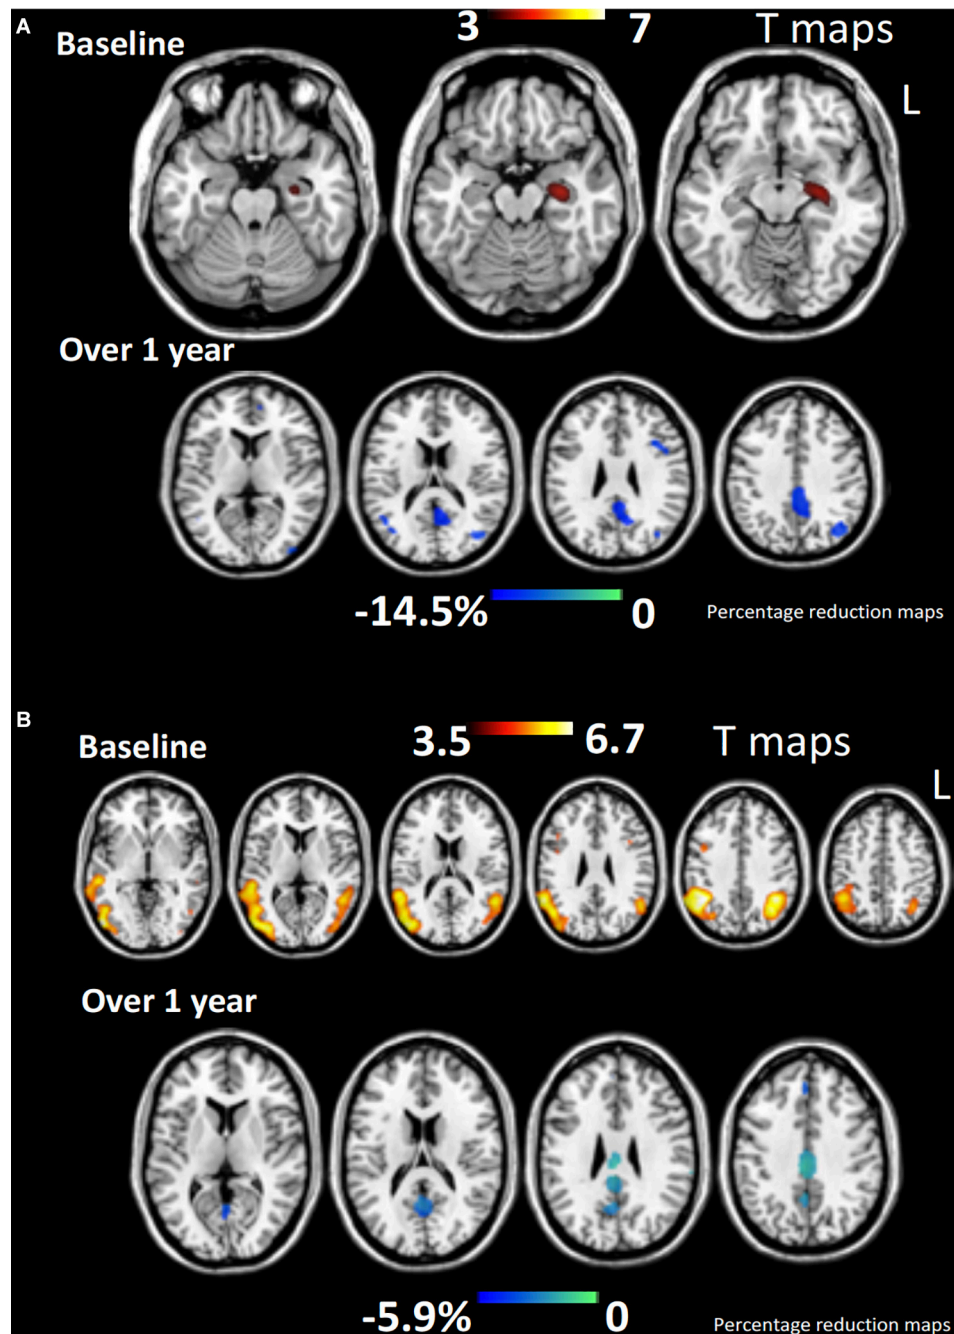 A
3 7 T maps
Baseline
L
Over 1 year
-14.5% 0 Percentage reduction maps
B
Baseline 3.5 6.7 T maps
L
Over 1 year
-5.9% 0 Percentage reduction maps